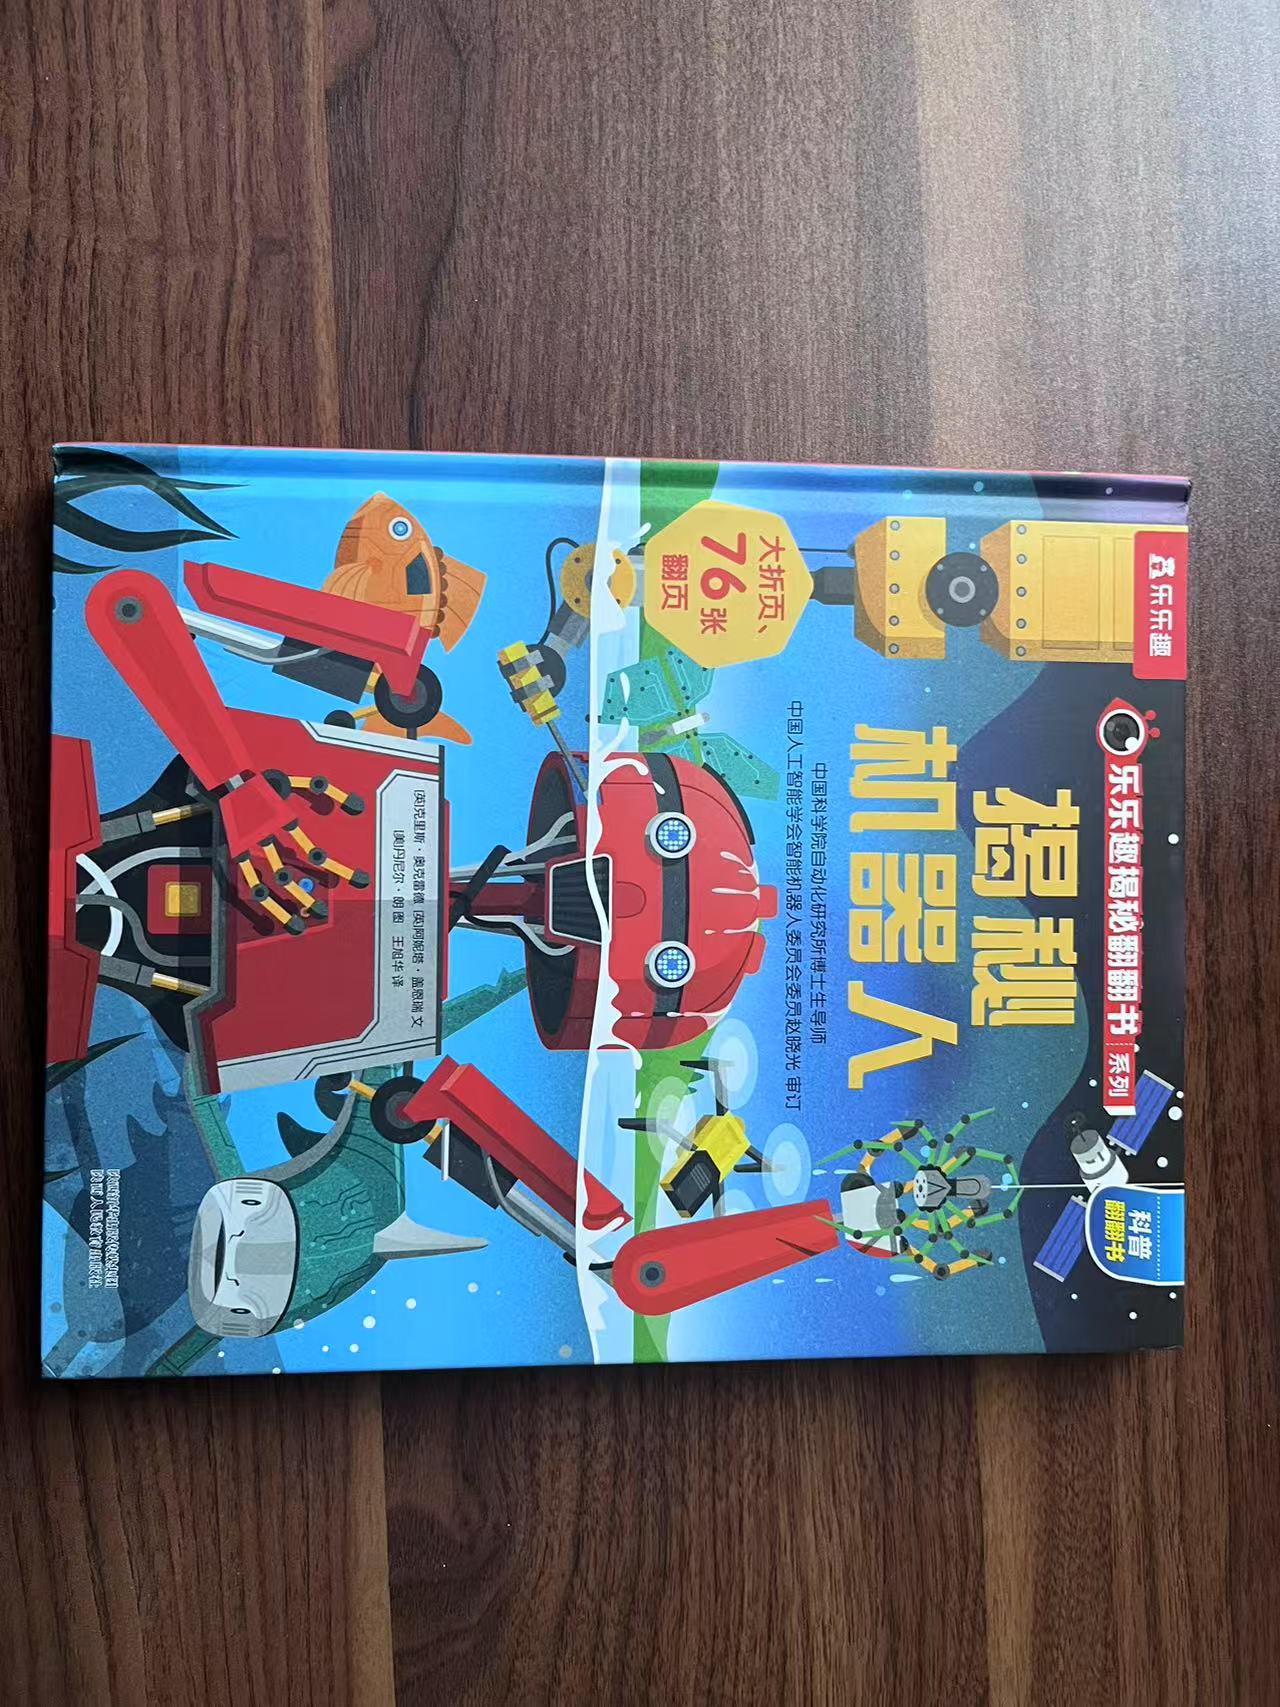 乐乐趣
乐乐趣揭秘翻翻书 系列
科普
翻翻书
揭秘
机器人
中国科学院自动化研究所博士生导师
中国人工智能学会智能机器人委员会委员赵晓光 审订
大折页、
76张
翻页
[英]克里斯·奥克雷德 [英]阿妮塔·盖恩瑞 文
[美]丹尼尔·朗 图 王旭华 译
陕西新华出版传媒集团
陕西人民教育出版社